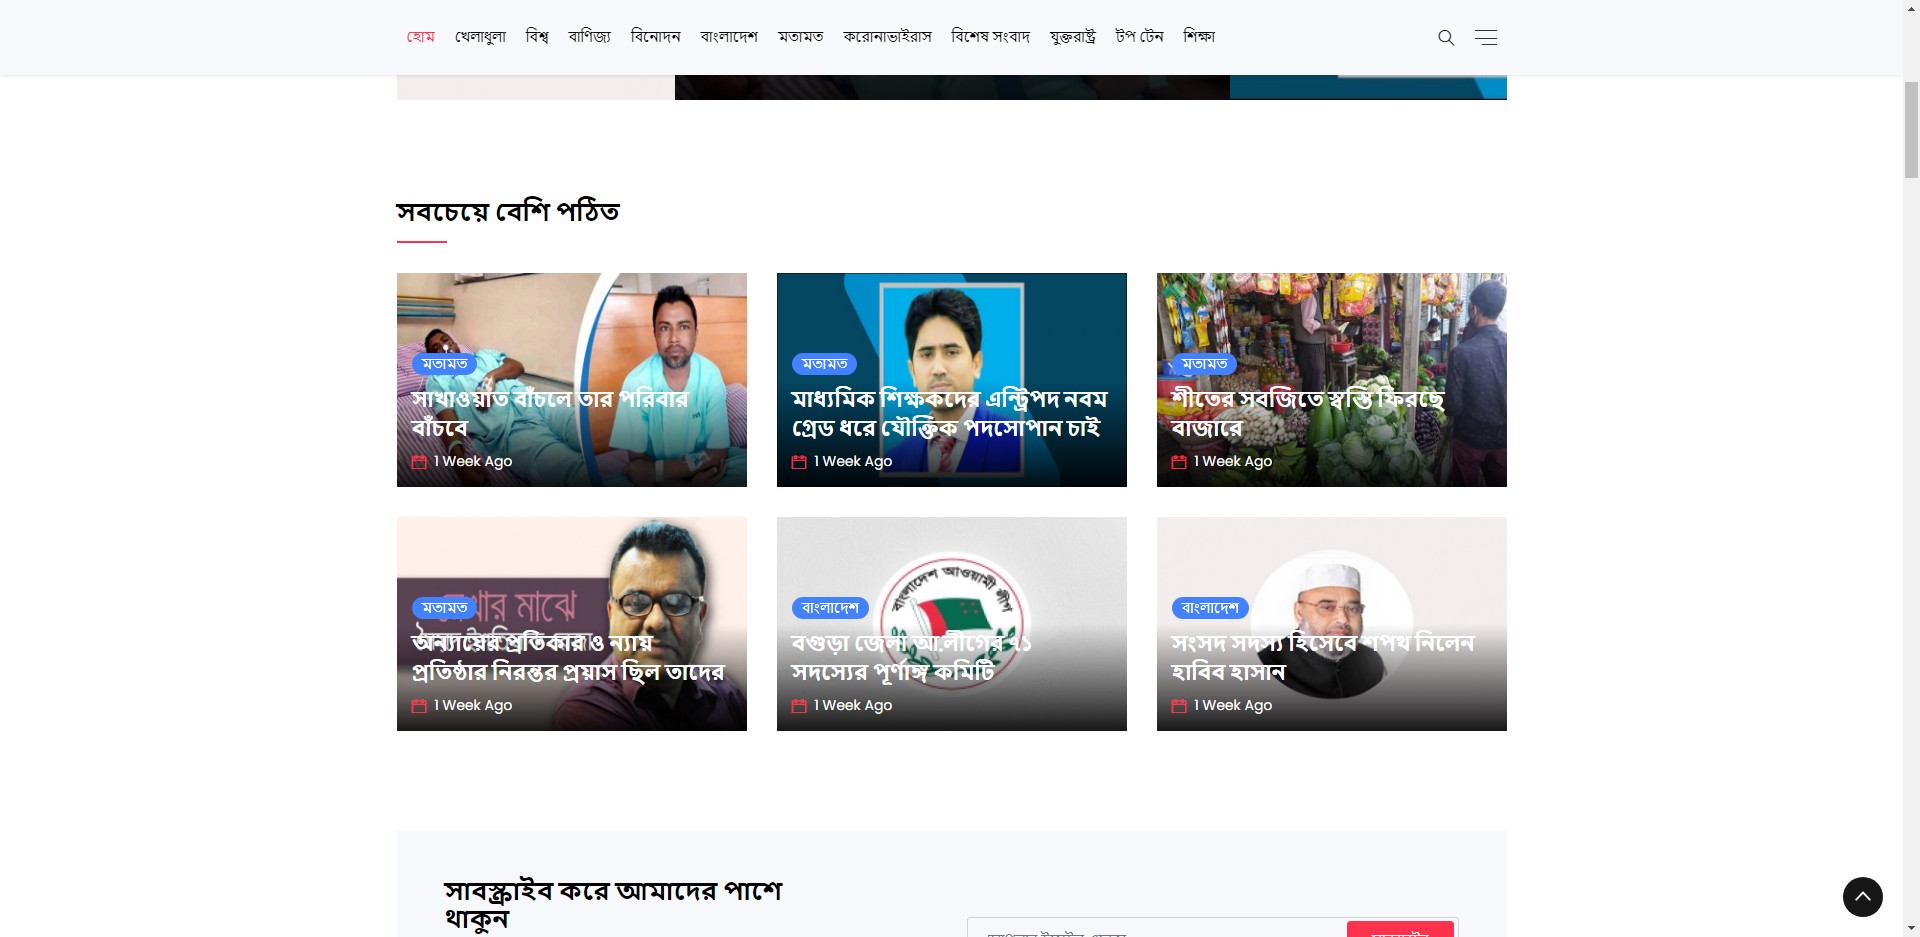 হোম খেলাধুলা বিশ্ব বাণিজ্য বিনোদন বাংলাদেশ মতামত করোনাভাইরাস বিশেষ সংবাদ যুক্তরাষ্ট্র টপ টেন শিক্ষা
সবচেয়ে বেশি পঠিত
মতামত
সাখাওয়াত বাঁচলে তার পরিবার
বাঁচবে
1 Week Ago
মতামত
মাধ্যমিক শিক্ষকদের এন্ট্রিপদ নবম
গ্রেড ধরে যৌক্তিক পদসোপান চাই
1 Week Ago
মতামত
শীতের সবজিতে স্বস্তি ফিরছে
বাজারে
1 Week Ago
মাঝে
মতামত
অন্যায়ের প্রতিকার ও ন্যায়
প্রতিষ্ঠার নিরন্তর প্রয়াস ছিল তাদের
1 Week Ago
বাংলাদেশ আওয়ামী লীগ
বাংলাদেশ
বগুড়া জেলা আ.লীগের ৭১
সদস্যের পূর্ণাঙ্গ কমিটি
1 Week Ago
বাংলাদেশ
সংসদ সদস্য হিসেবে শপথ নিলেন
হাবিব হাসান
1 Week Ago
সাবস্ক্রাইব করে আমাদের পাশে
থাকুন